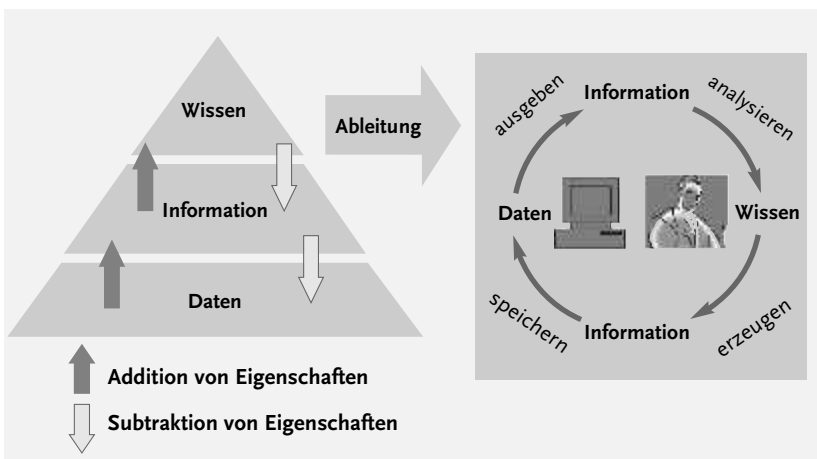 Wissen
Information
Daten
Addition von Eigenschaften
Subtraktion von Eigenschaften
Ableitung
Information
analysieren
Wissen
erzeugen
Information
speichern
Daten
ausgeben